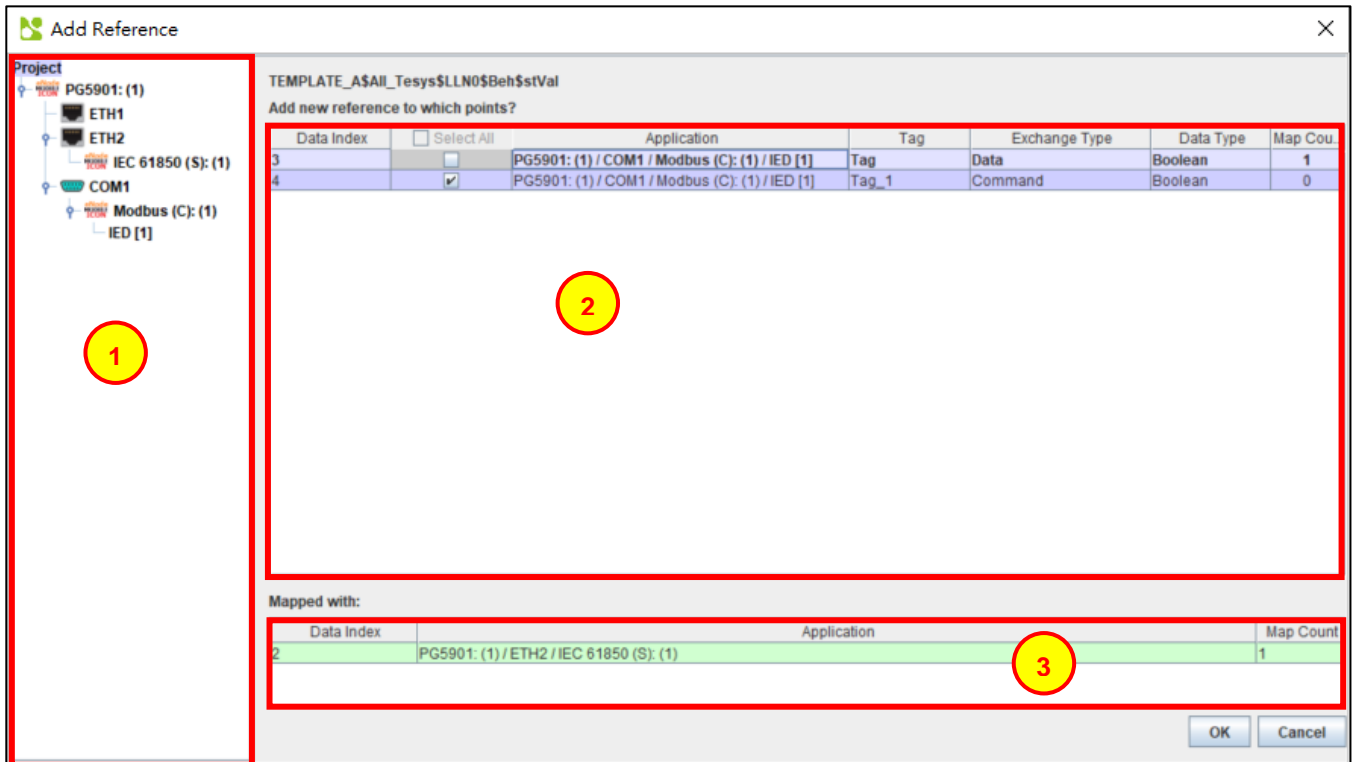 Add Reference
Project
PG5901: (1)
ETH1
ETH2
IEC 61850 (S): (1)
COM1
Modbus (C): (1)
IED [1]
1
TEMPLATE_A$All_Tesys$LLN0$Beh$stVal
Add new reference to which points?
Data Index Select All Application Tag Exchange Type Data Type Map Cou..
3 PG5901: (1) / COM1 / Modbus (C): (1) / IED [1] Tag Data Boolean 1
4 PG5901: (1) / COM1 / Modbus (C): (1) / IED [1] Tag_1 Command Boolean 0
2
Mapped with:
Data Index Application Map Count
2 PG5901: (1) / ETH2 / IEC 61850 (S): (1) 1
3
OK Cancel